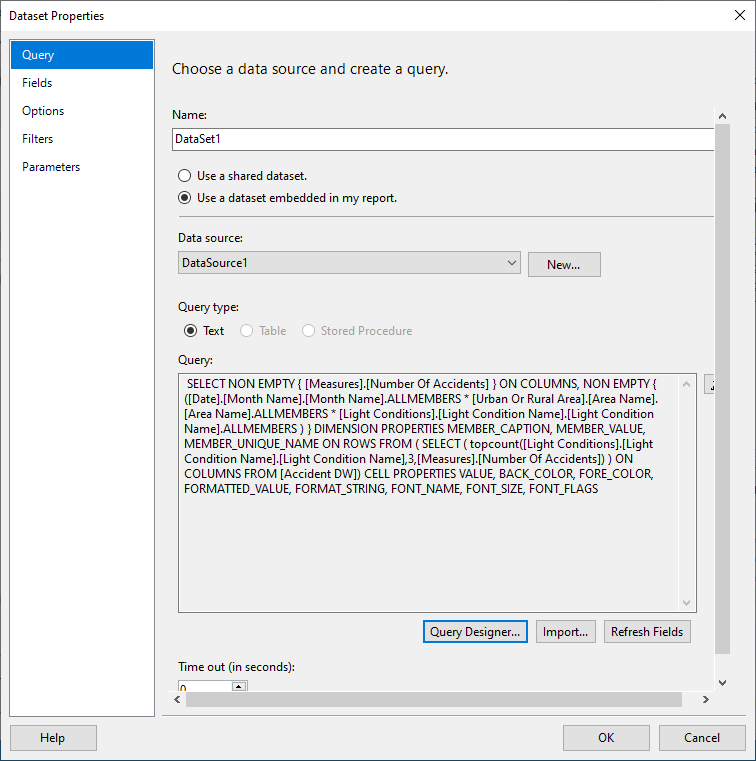 Dataset Properties
Query
Fields
Options
Filters
Parameters
Choose a data source and create a query.
Name:
DataSet1
Use a shared dataset.
Use a dataset embedded in my report.
Data source:
DataSource1
New...
Query type:
Text
Table
Stored Procedure
Query:
SELECT NON EMPTY { [Measures].[Number Of Accidents] } ON COLUMNS, NON EMPTY {
([Date].[Month Name].[Month Name].ALLMEMBERS * [Urban Or Rural Area].[Area Name].
[Area Name].ALLMEMBERS * [Light Conditions].[Light Condition Name].[Light Condition
Name].ALLMEMBERS ) } DIMENSION PROPERTIES MEMBER_CAPTION, MEMBER_VALUE,
MEMBER_UNIQUE_NAME ON ROWS FROM ( SELECT ( topcount([Light Conditions].[Light
Condition Name].[Light Condition Name],3,[Measures].[Number Of Accidents]) ) ON
COLUMNS FROM [Accident DW]) CELL PROPERTIES VALUE, BACK_COLOR, FORE_COLOR,
FORMATTED_VALUE, FORMAT_STRING, FONT_NAME, FONT_SIZE, FONT_FLAGS
Query Designer...
Import...
Refresh Fields
Time out (in seconds):
0
Help
OK
Cancel